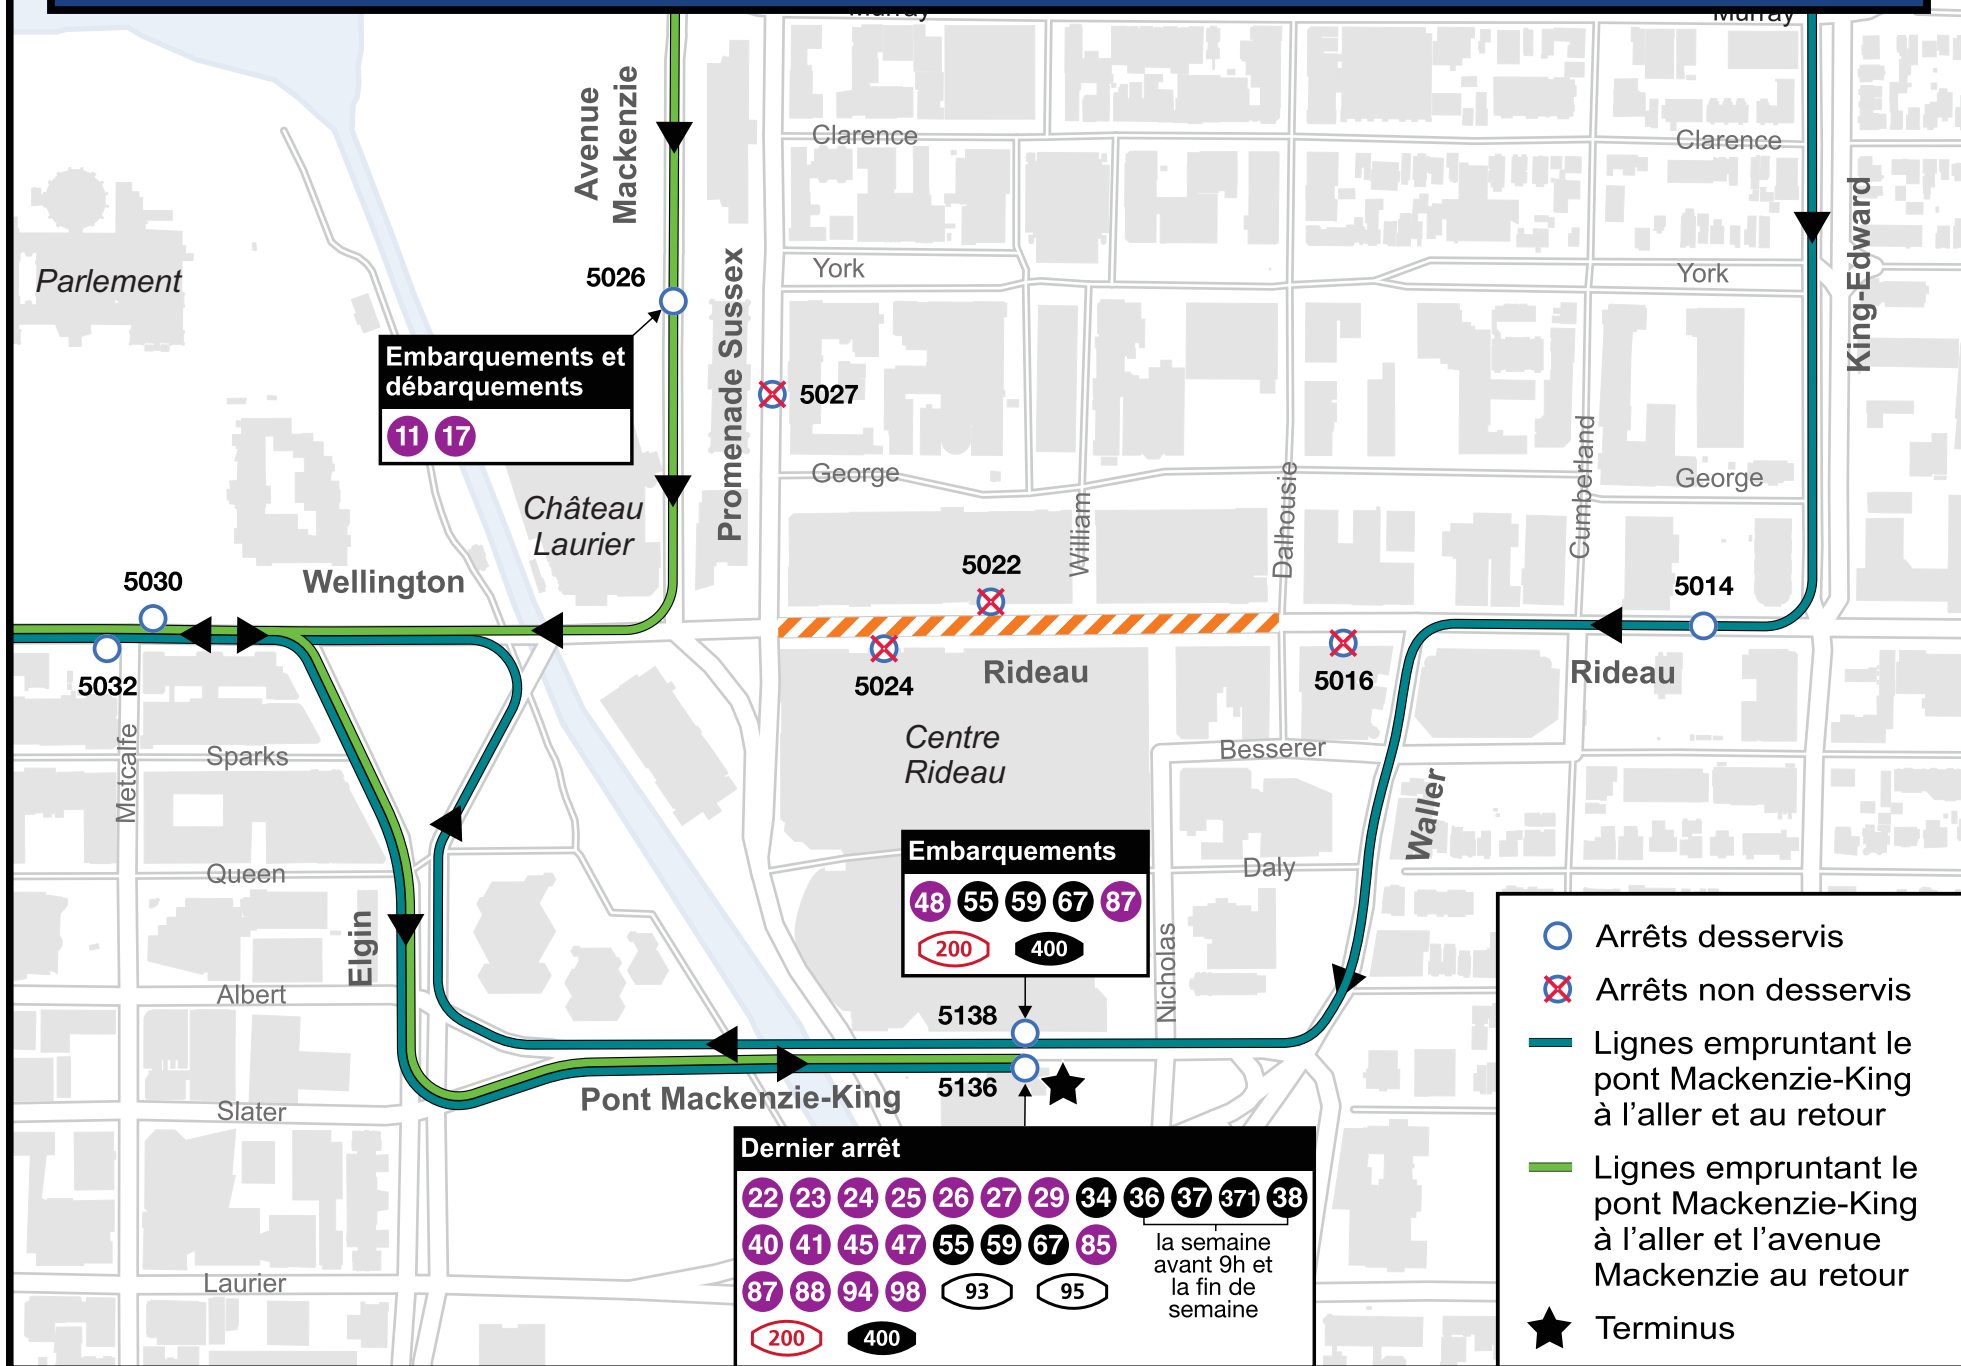 Murray
Murray
Avenue
Mackenzie
Clarence
Clarence
King-Edward
Parlement
York
York
5026
Promenade Sussex
Embarquements et
débarquements
11 17
5027
George
George
Cumberland
Dalhousie
William
Château
Laurier
5030
Wellington
5022
5014
5032
5024
Rideau
5016
Rideau
Metcalfe
Sparks
Centre
Rideau
Besserer
Waller
Queen
Embarquements
48 55 59 67 87
200 400
Daly
Elgin
Nicholas
Albert
5138
5136
Pont Mackenzie-King
Slater
Laurier
Dernier arrêt
22 23 24 25 26 27 29 34 36 37 371 38
40 41 45 47 55 59 67 85
87 88 94 98 93 95
200 400
la semaine
avant 9h et
la fin de
semaine
Arrêts desservis
Arrêts non desservis
Lignes empruntant le
pont Mackenzie-King
à l’aller et au retour
Lignes empruntant le
pont Mackenzie-King
à l’aller et l’avenue
Mackenzie au retour
Terminus